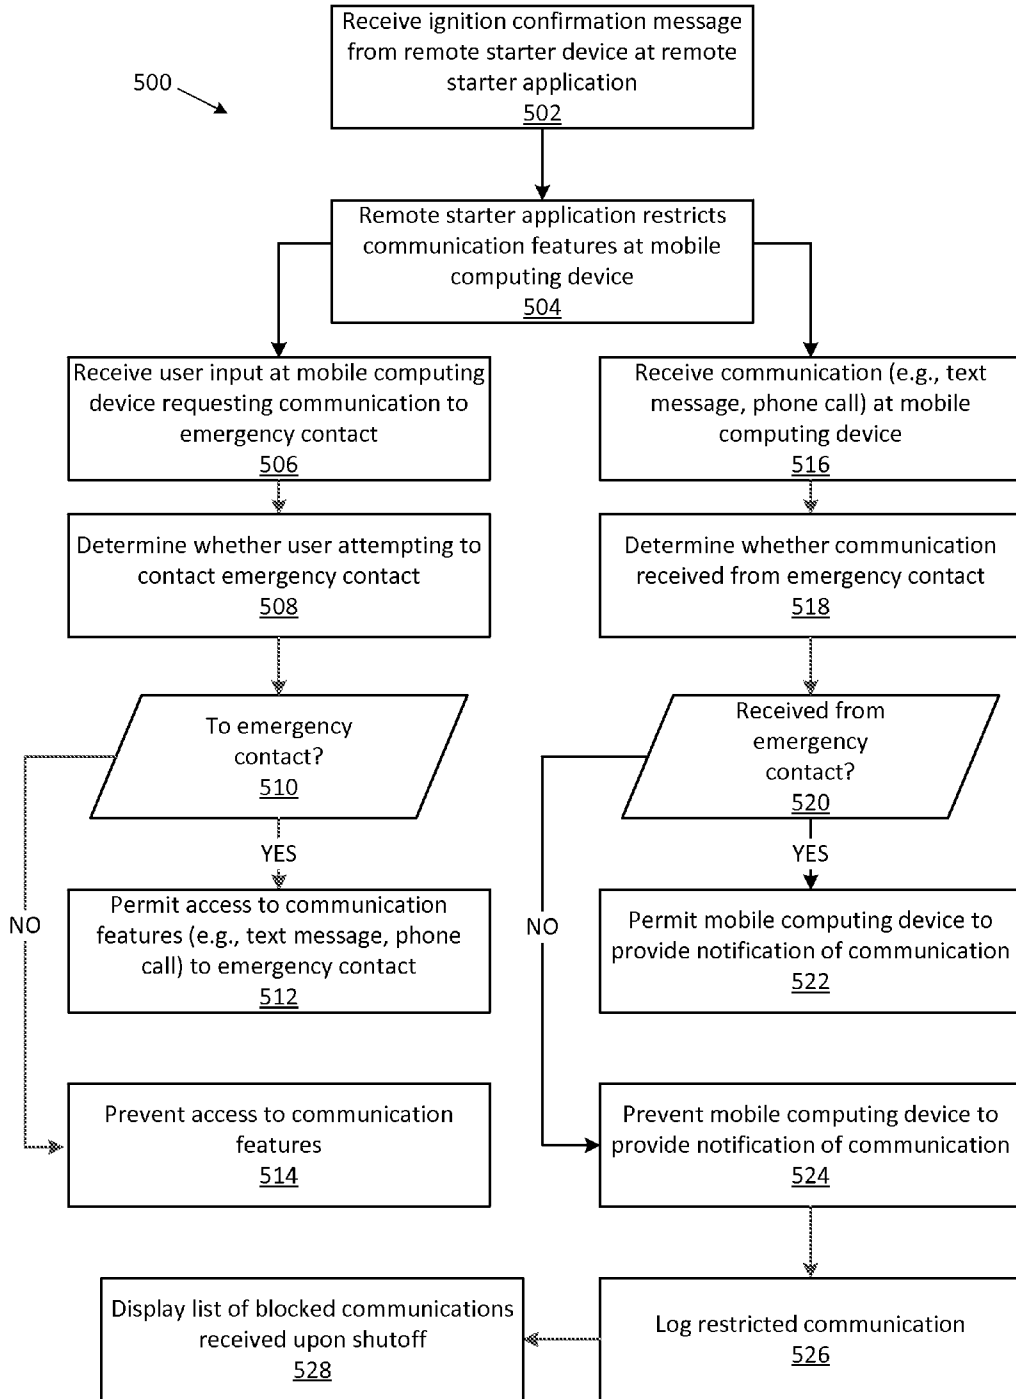 Receive ignition confirmation message
from remote starter device at remote
starter application
502
500
Remote starter application restricts
communication features at mobile
computing device
504
Receive user input at mobile computing
device requesting communication to
emergency contact
506
Determine whether user attempting to
contact emergency contact
508
To emergency
contact?
510
YES
NO
Permit access to communication
features (e.g., text message, phone
call) to emergency contact
512
Prevent access to communication
features
514
Receive communication (e.g., text
message, phone call) at mobile
computing device
516
Determine whether communication
received from emergency contact
518
Received from
emergency
contact?
520
YES
NO
Permit mobile computing device to
provide notification of communication
522
Prevent mobile computing device to
provide notification of communication
524
Log restricted communication
526
Display list of blocked communications
received upon shutoff
528